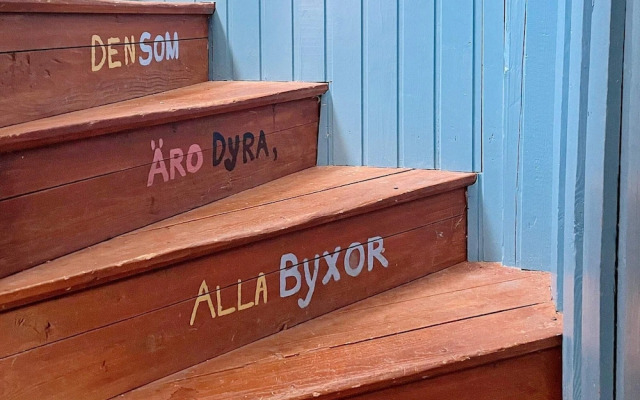 ALLA BYXOR
ÄRO DYRA,
DEN SOM